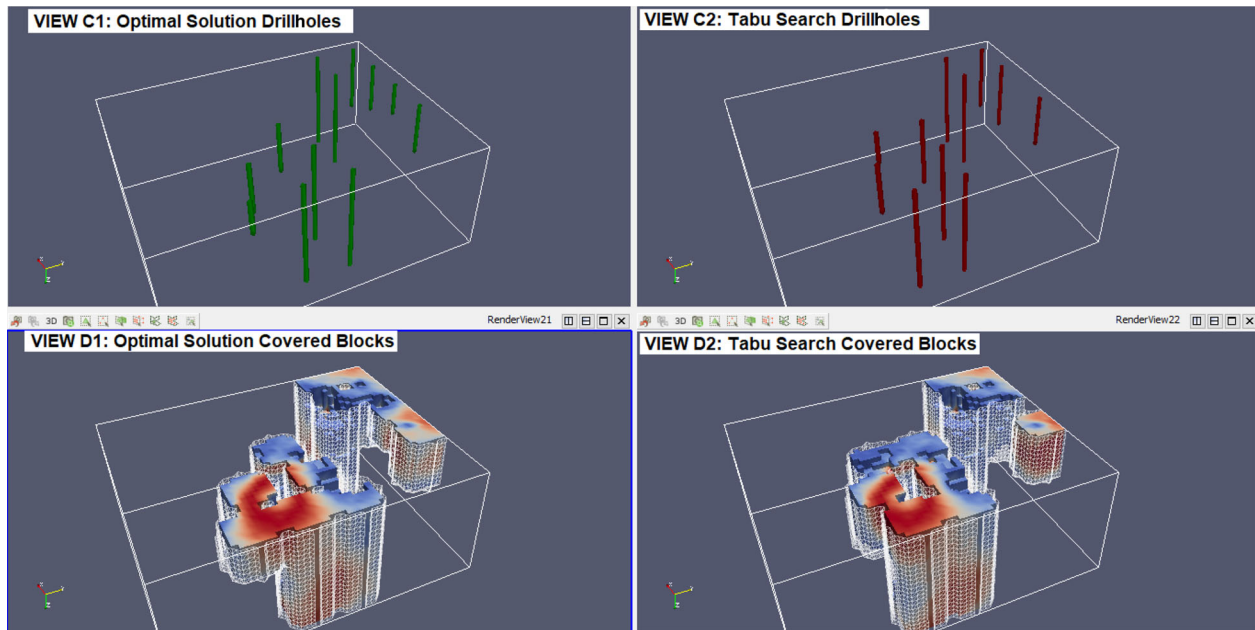 VIEW C1: Optimal Solution Drillholes
VIEW C2: Tabu Search Drillholes
3D
RenderView21
3D
RenderView22
VIEW D1: Optimal Solution Covered Blocks
VIEW D2: Tabu Search Covered Blocks